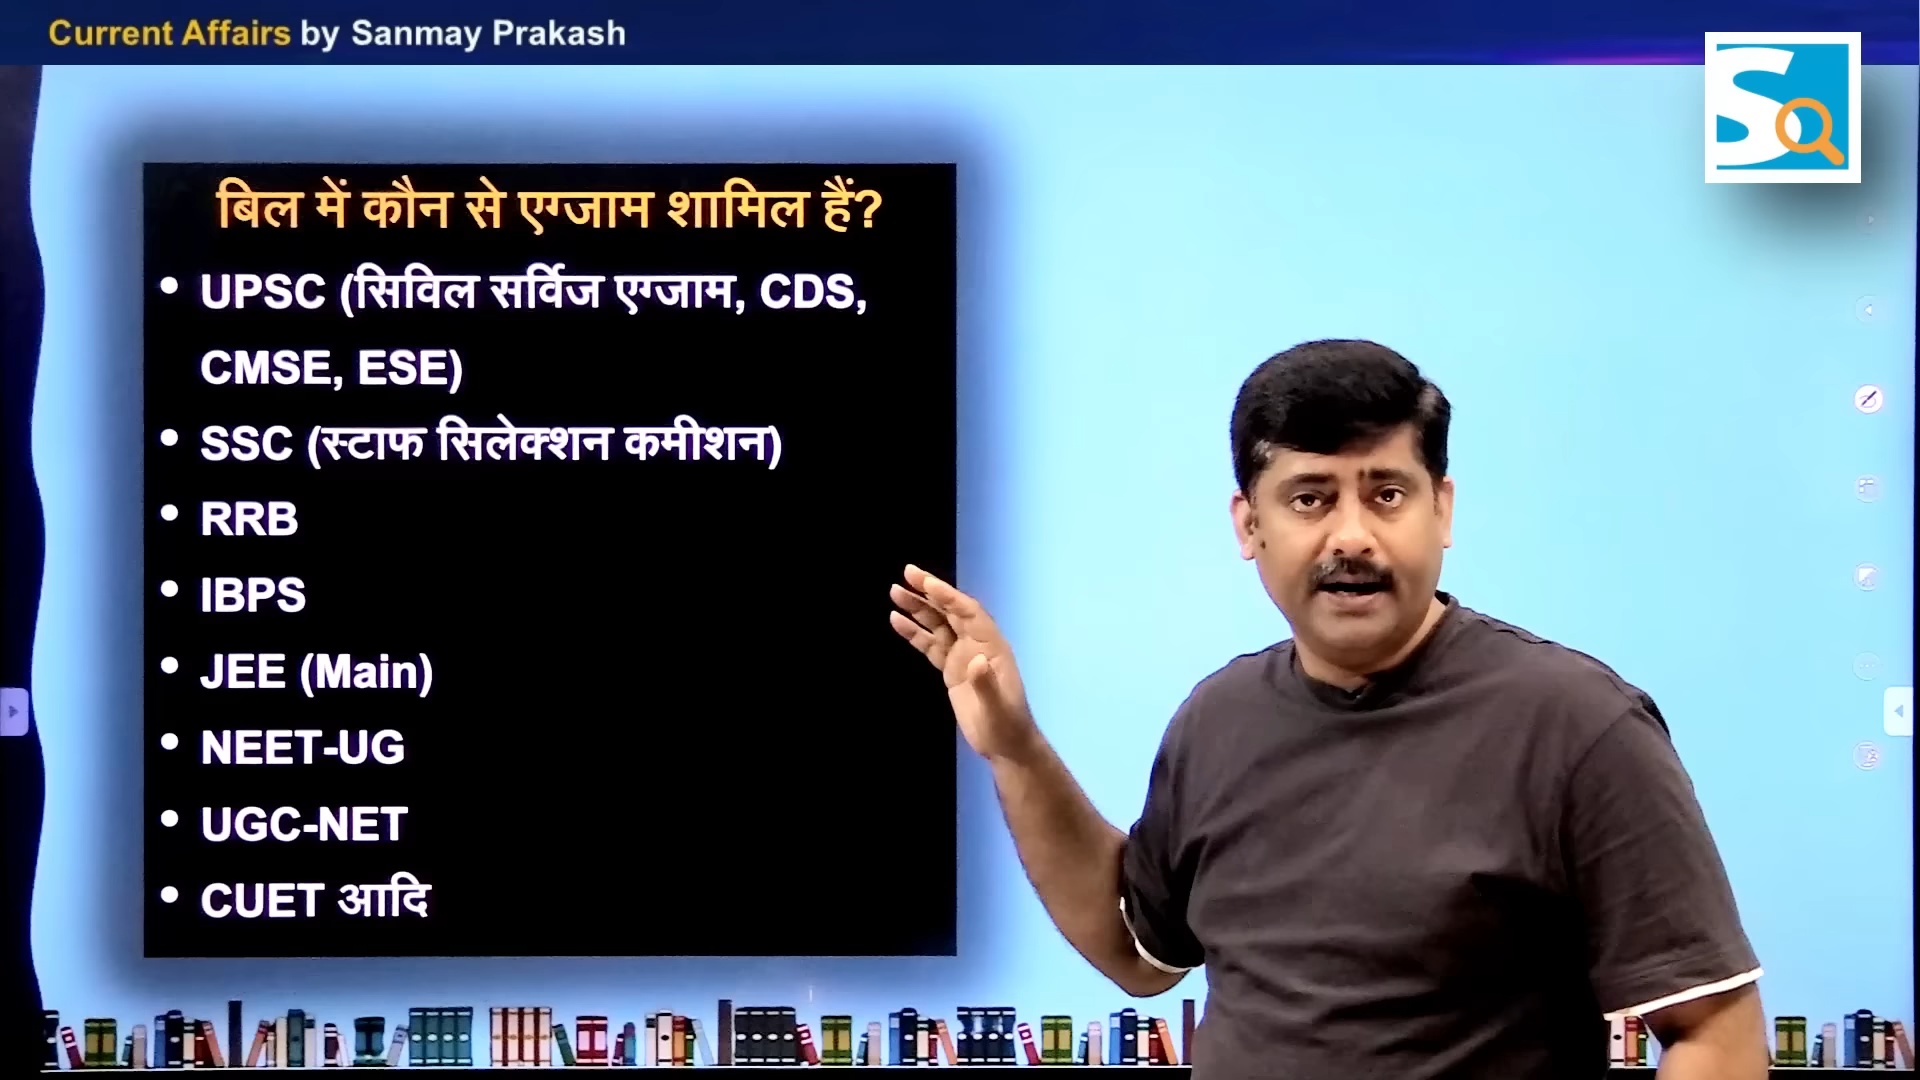 Current Affairs by Sanmay Prakash
बिल में कौन से एग्जाम शामिल हैं?
• UPSC (सिविल सर्विज एग्जाम, CDS,
CMSE, ESE)
• SSC (स्टाफ सिलेक्शन कमीशन)
• RRB
• IBPS
• JEE (Main)
• NEET-UG
• UGC-NET
• CUET आदि